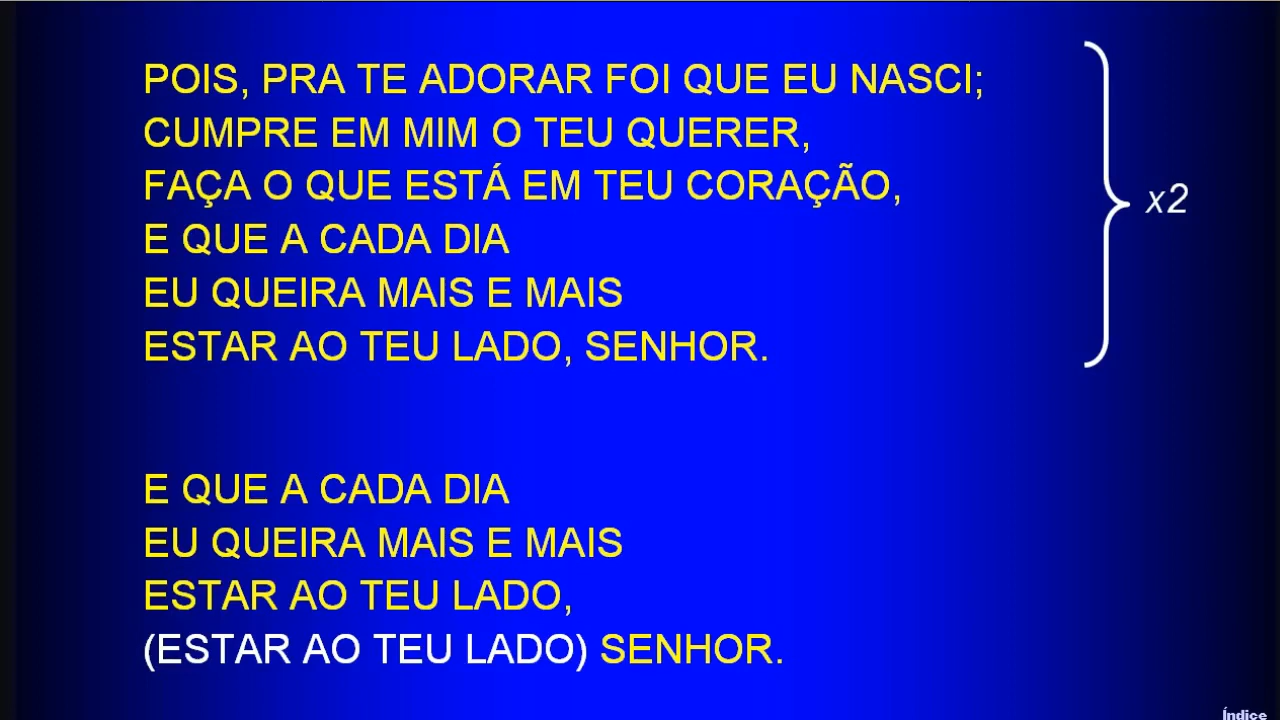 POIS, PRA TE ADORAR FOI QUE EU NASCI;
CUMPRE EM MIM O TEU QUERER,
FAÇA O QUE ESTÁ EM TEU CORAÇÃO,
E QUE A CADA DIA
EU QUEIRA MAIS E MAIS
ESTAR AO TEU LADO, SENHOR.
x2
E QUE A CADA DIA
EU QUEIRA MAIS E MAIS
ESTAR AO TEU LADO,
(ESTAR AO TEU LADO) SENHOR.
Índice